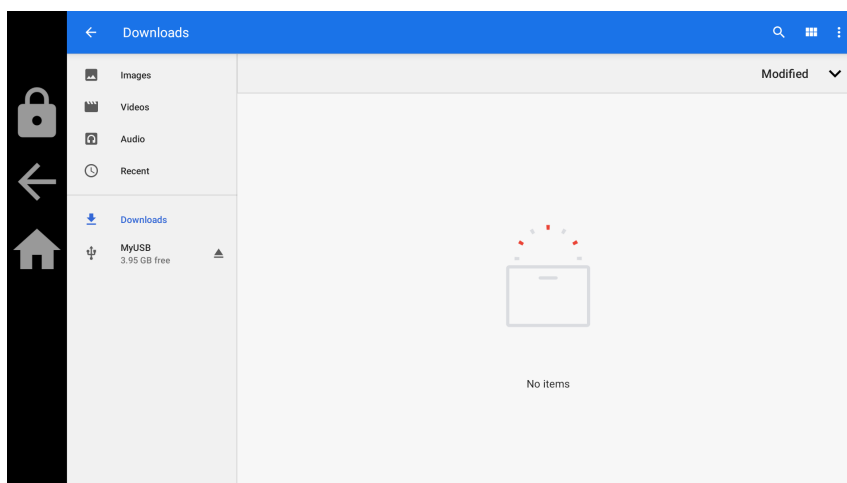 Downloads
Images
Videos
Audio
Recent
Downloads
MyUSB
3.95 GB free
Modified
No items